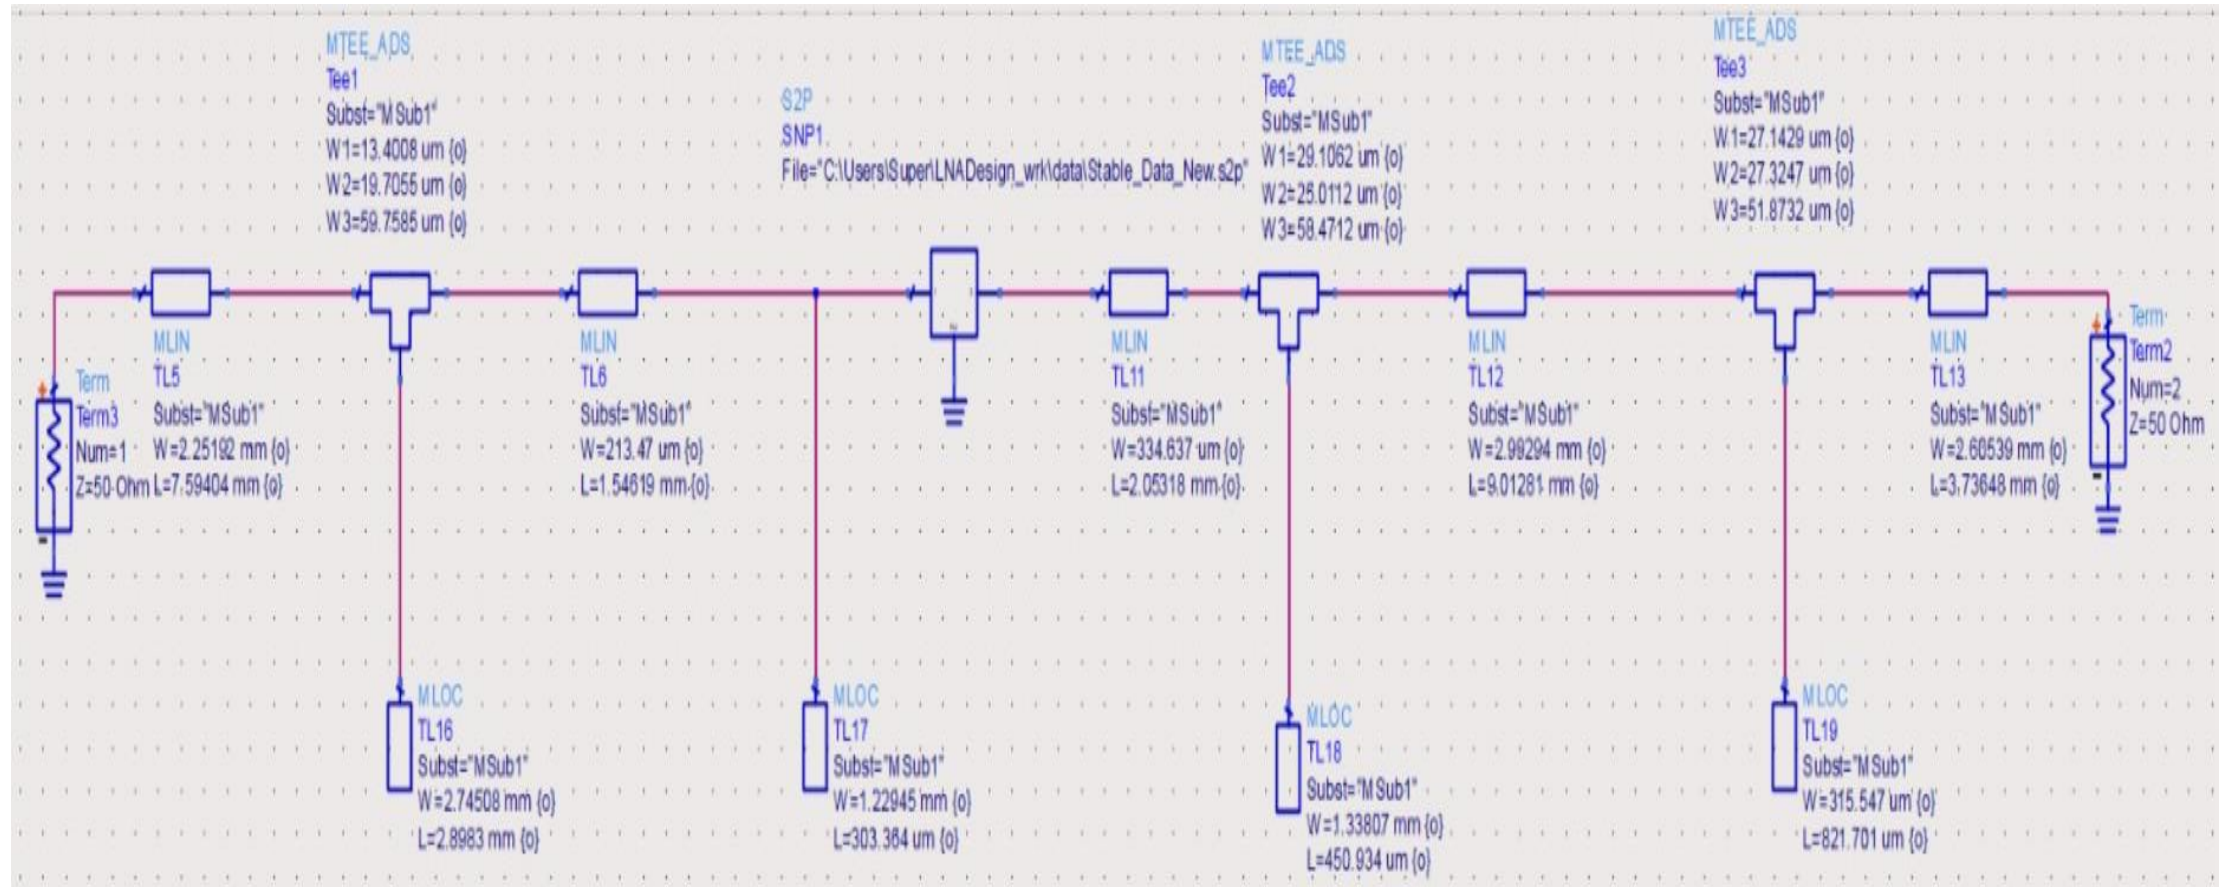 MTEE_ADS
Tee1
Subst="MSub1"
W1=13.4008 um {o}
W2=19.7055 um {o}
W3=59.7585 um {o}
S2P
SNP1
File="C:\Users\Super\LNADesign_wrk\data\Stable_Data_New.s2p"
MTEE_ADS
Tee2
Subst="MSub1"
W1=29.1062 um {o}
W2=25.0112 um {o}
W3=58.4712 um {o}
MTEE_ADS
Tee3
Subst="MSub1"
W1=27.1429 um {o}
W2=27.3247 um {o}
W3=51.8732 um {o}
Term
Term3
Num=1
Z=50 Ohm
MLIN
TL5
Subst="MSub1"
W=2.25192 mm {o}
L=7.59404 mm {o}
MLIN
TL6
Subst="MSub1"
W=213.47 um {o}
L=1.54619 mm {o}
MLIN
TL11
Subst="MSub1"
W=334.637 um {o}
L=2.05318 mm {o}
MLIN
TL12
Subst="MSub1"
W=2.99294 mm {o}
L=9.01281 mm {o}
MLIN
TL13
Subst="MSub1"
W=2.60539 mm {o}
L=3.73648 mm {o}
Term
Term2
Num=2
Z=50 Ohm
MLOC
TL16
Subst="MSub1"
W=2.74508 mm {o}
L=2.8983 mm {o}
MLOC
TL17
Subst="MSub1"
W=1.22945 mm {o}
L=303.364 um {o}
MLOC
TL18
Subst="MSub1"
W=1.33807 mm {o}
L=450.934 um {o}
MLOC
TL19
Subst="MSub1"
W=315.547 um {o}
L=821.701 um {o}